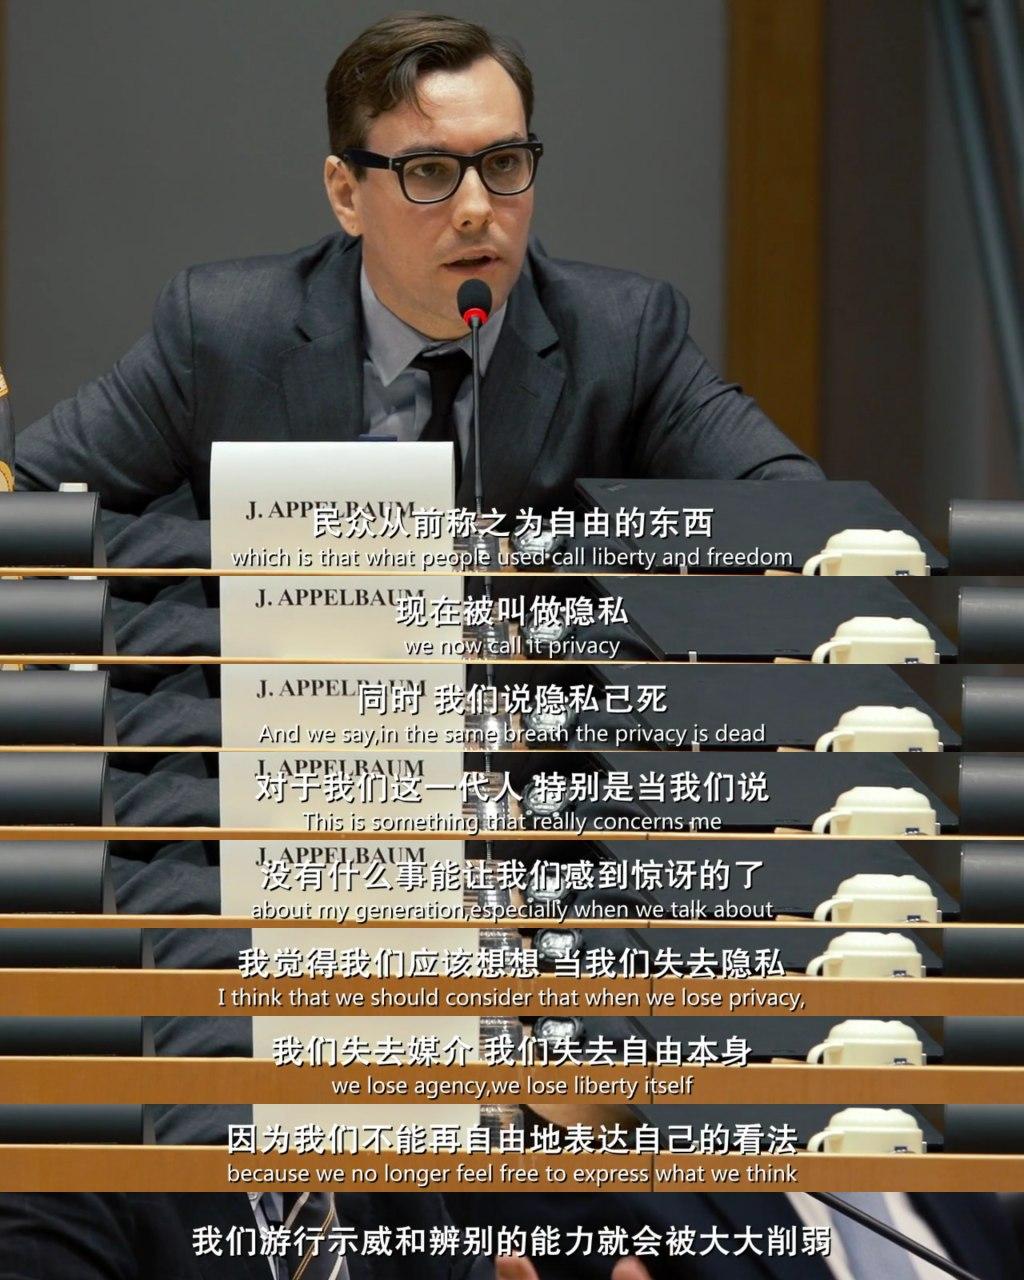 J. APPELBAUM
民众从前称之为自由的东西
which is that what people used call liberty and freedom
J. APPELBAUM
现在被叫做隐私
we now call it privacy
J. APPELBAUM
同时 我们说隐私已死
And we say,in the same breath the privacy is dead
J. APPELBAUM
对于我们这一代人 特别是当我们说
This is something that really concerns me
J. APPELBAUM
没有什么事能让我们感到惊讶的了
about my generation,especially when we talk about
我觉得我们应该想想 当我们失去隐私
I think that we should consider that when we lose privacy,
我们失去媒介 我们失去自由本身
we lose agency,we lose liberty itself
因为我们不能再自由地表达自己的看法
because we no longer feel free to express what we think
我们游行示威和辨别的能力就会被大大削弱